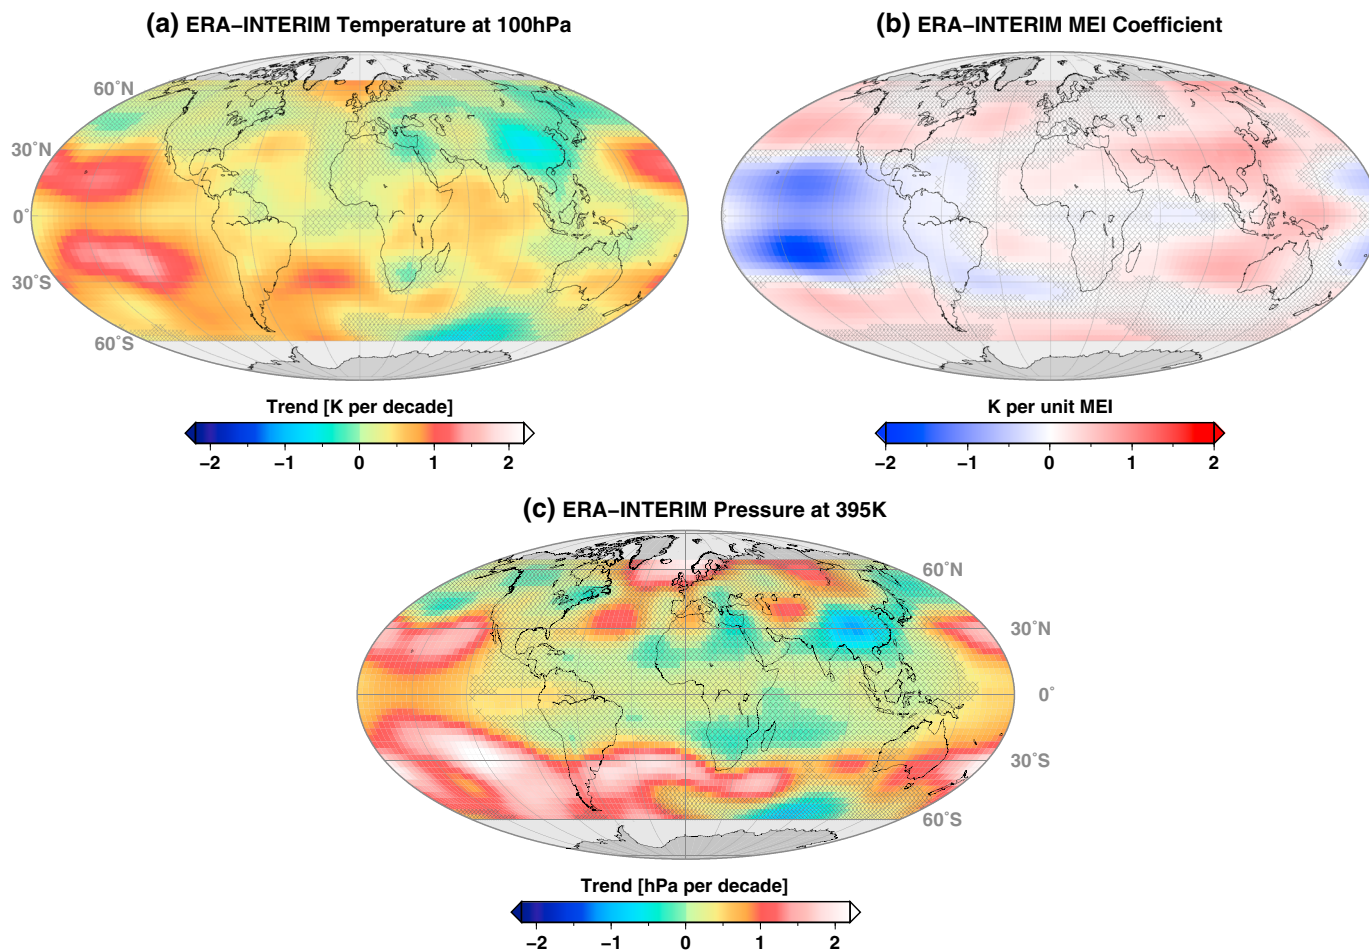 (a) ERA−INTERIM Temperature at 100hPa
(b) ERA−INTERIM MEI Coefficient
60˚N
30˚N
0˚
30˚S
60˚S
Trend [K per decade]
−2 −1 0 1 2
K per unit MEI
−2 −1 0 1 2
(c) ERA−INTERIM Pressure at 395K
60˚N
30˚N
0˚
30˚S
60˚S
Trend [hPa per decade]
−2 −1 0 1 2